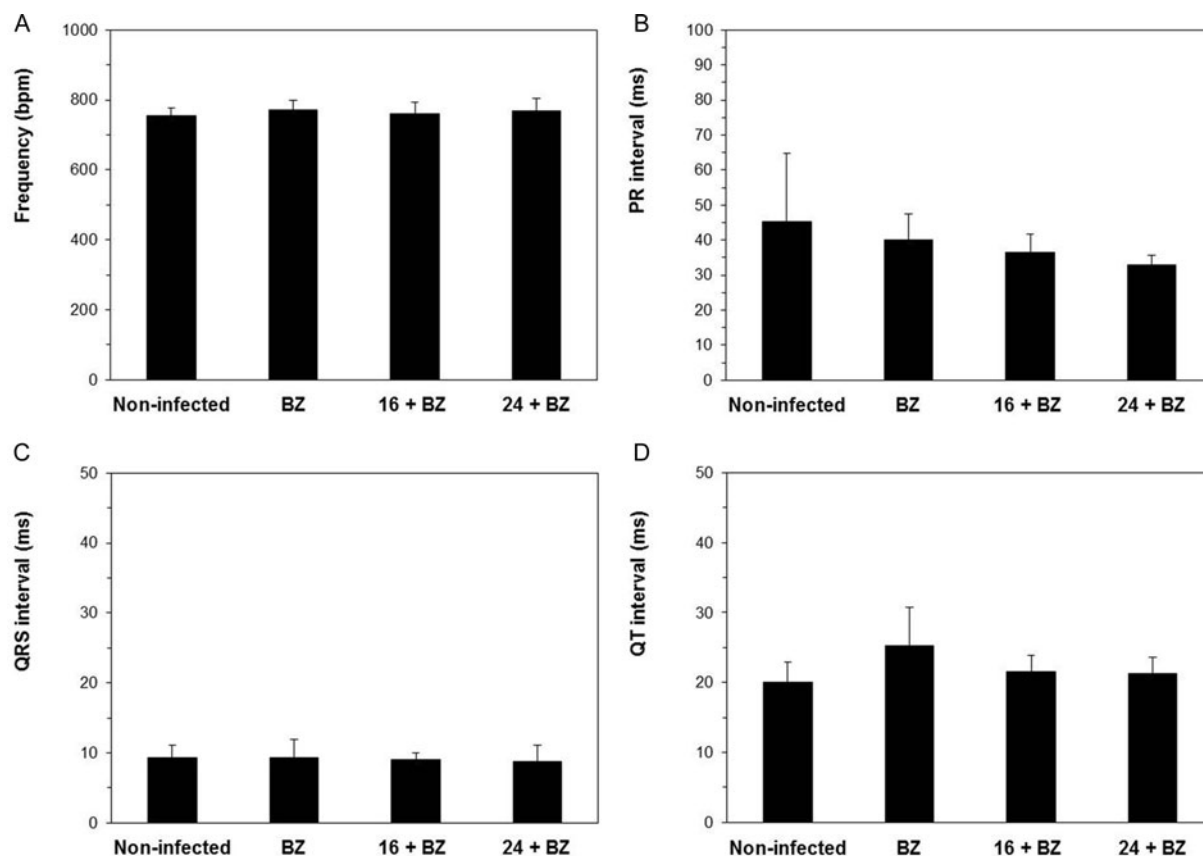 A
Frequency (bpm)
1000
800
600
400
200
0
Non-infected BZ 16 + BZ 24 + BZ
B
PR interval (ms)
100
90
80
70
60
50
40
30
20
10
0
Non-infected BZ 16 + BZ 24 + BZ
C
QRS interval (ms)
50
40
30
20
10
0
Non-infected BZ 16 + BZ 24 + BZ
D
QT interval (ms)
50
40
30
20
10
0
Non-infected BZ 16 + BZ 24 + BZ